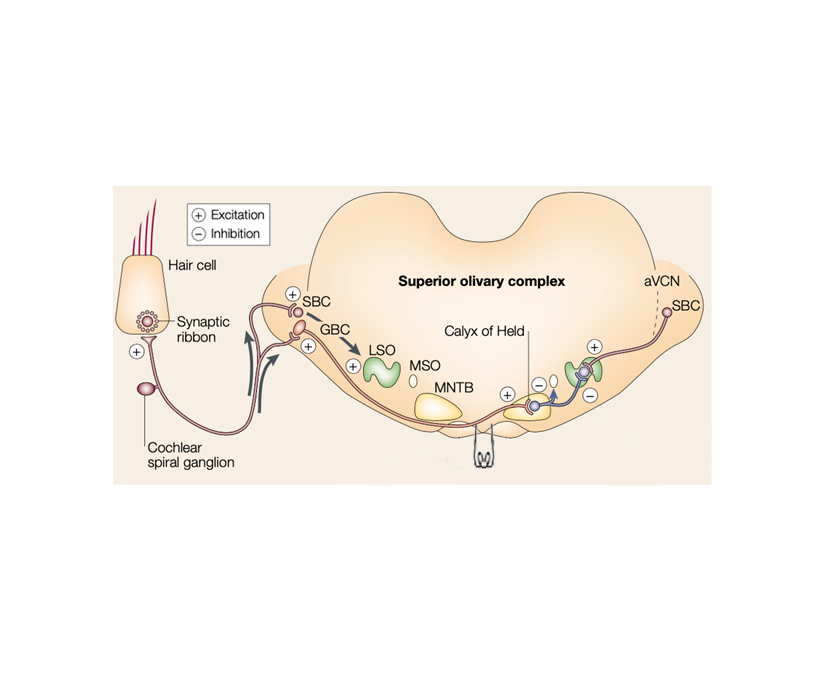 + Excitation
− Inhibition
Hair cell
Synaptic
ribbon
+
Cochlear
spiral ganglion
+
SBC
GBC
+
Superior olivary complex
aVCN
SBC
Calyx of Held
LSO
+
MSO
MNTB
+
−
+
−